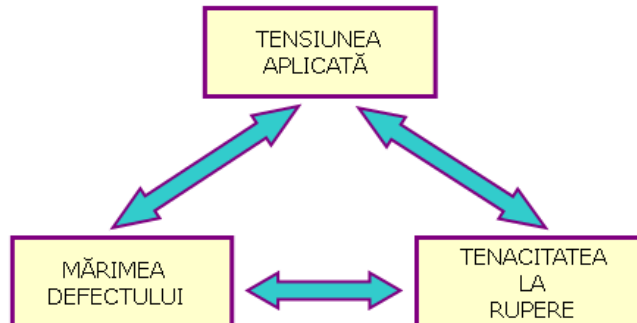 TENSIUNEA
APLICATĂ
MĂRIMEA
DEFECTULUI
TENACITATEA
LA
RUPERE